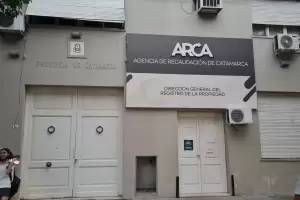 PROVINCIA DE CATAMARCA
ARCA
AGENCIA DE RECAUDACIÓN DE CATAMARCA
DIRECCIÓN GENERAL DEL
REGISTRO DE LA PROPIEDAD